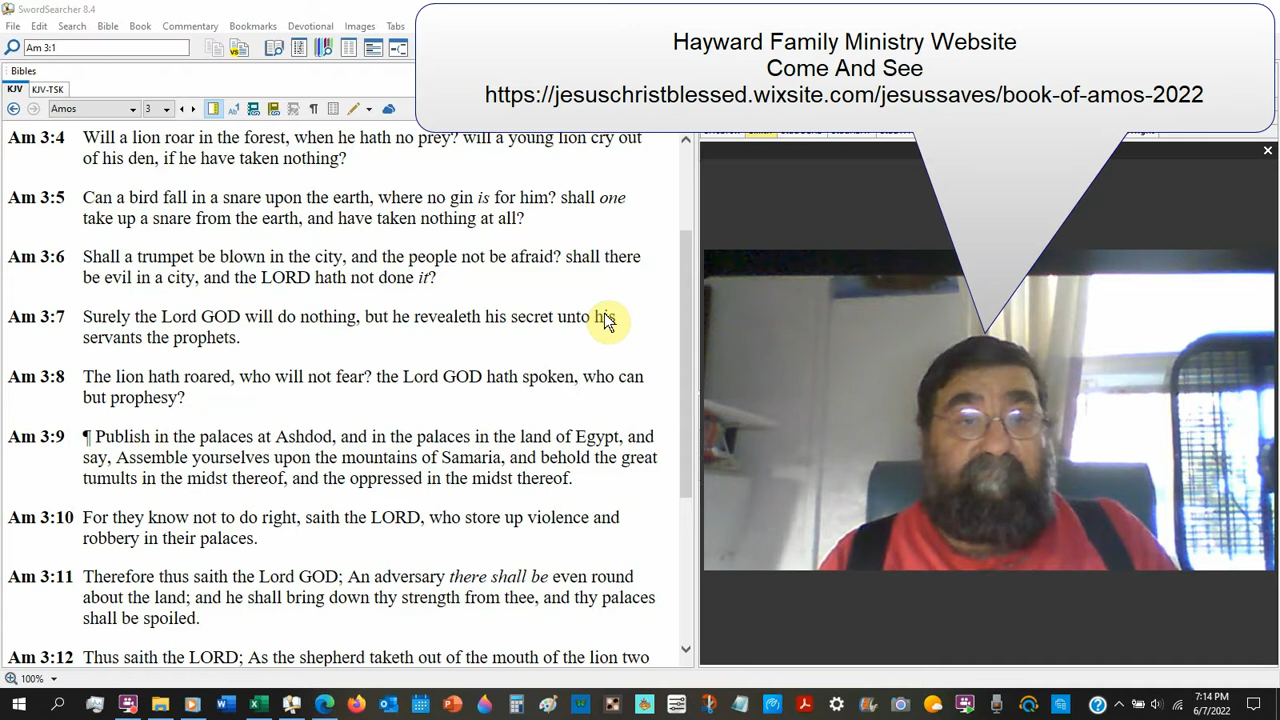 SwordSearcher 8.4
File Edit Search Bible Book Commentary Bookmarks Devotional Images Tabs
Am 3:1
Bibles
KJV KJV-TSK
Amos 3
Hayward Family Ministry Website
Come And See
https://jesuschristblessed.wixsite.com/jesussaves/book-of-amos-2022
Am 3:4 Will a lion roar in the forest, when he hath no prey? will a young lion cry out
of his den, if he have taken nothing?
Am 3:5 Can a bird fall in a snare upon the earth, where no gin is for him? shall one
take up a snare from the earth, and have taken nothing at all?
Am 3:6 Shall a trumpet be blown in the city, and the people not be afraid? shall there
be evil in a city, and the LORD hath not done it?
Am 3:7 Surely the Lord GOD will do nothing, but he revealeth his secret unto his
servants the prophets.
Am 3:8 The lion hath roared, who will not fear? the Lord GOD hath spoken, who can
but prophesy?
Am 3:9 ¶ Publish in the palaces at Ashdod, and in the palaces in the land of Egypt, and
say, Assemble yourselves upon the mountains of Samaria, and behold the great
tumults in the midst thereof, and the oppressed in the midst thereof.
Am 3:10 For they know not to do right, saith the LORD, who store up violence and
robbery in their palaces.
Am 3:11 Therefore thus saith the Lord GOD; An adversary there shall be even round
about the land; and he shall bring down thy strength from thee, and thy palaces
shall be spoiled.
Am 3:12 Thus saith the LORD; As the shepherd taketh out of the mouth of the lion two
100%
7:14 PM
6/7/2022